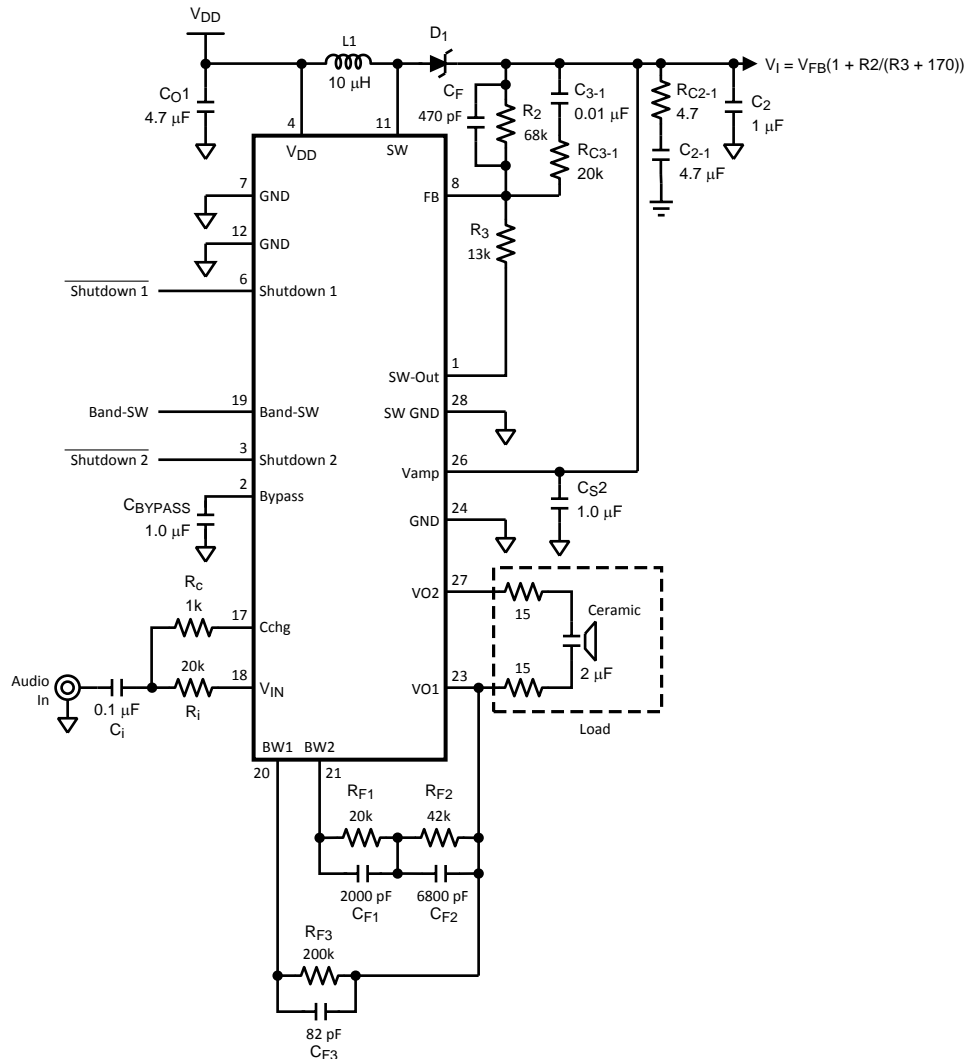 VDD
L1
10 μH
D1
VI = VFB(1 + R2/(R3 + 170))
CO1
4.7 μF
CF
470 pF
R2
68k
C3-1
0.01 μF
RC3-1
20k
RC2-1
4.7
C2-1
4.7 μF
C2
1 μF
4
VDD
11
SW
7
GND
12
GND
8
FB
R3
13k
Shutdown 1
6
Shutdown 1
1
SW-Out
Band-SW
19
Band-SW
28
SW GND
Shutdown 2
3
Shutdown 2
26
Vamp
CS2
1.0 μF
2
Bypass
CBYPASS
1.0 μF
24
GND
27
VO2
15
Ceramic
2 μF
15
23
VO1
Load
Rc
1k
17
Cchg
Audio
In
0.1 μF
Ci
20k
Ri
18
VIN
BW1
BW2
20
21
RF1
20k
RF2
42k
2000 pF
CF1
6800 pF
CF2
RF3
200k
82 pF
CF3